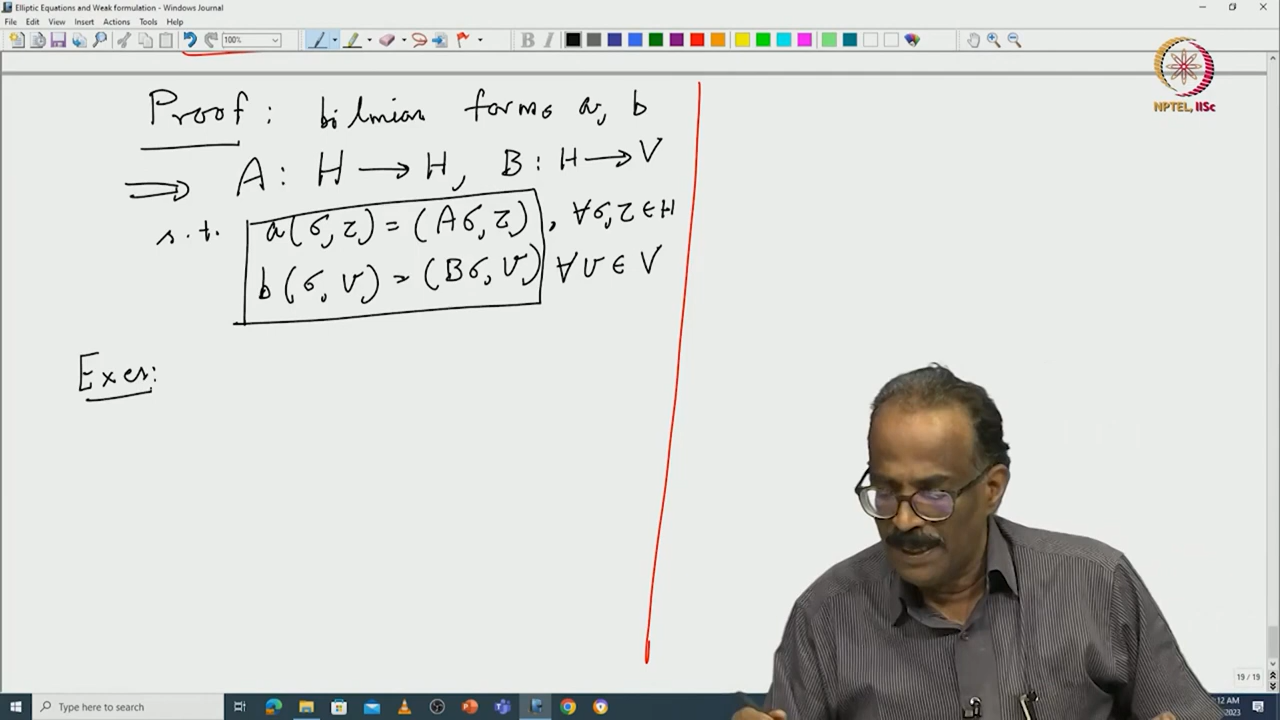 Elliptic Equations and Weak formulation - Windows Journal
File Edit View Insert Actions Tools Help
100%
NPTEL, IISc
Proof: bilinear forms a, b
⟹ A: H → H, B: H → V
s.t. a(σ, τ) = (Aσ, τ), ∀σ, τ ∈ H
b(σ, v) = (Bσ, v) ∀ v ∈ V
Exer:
19 / 19
Type here to search